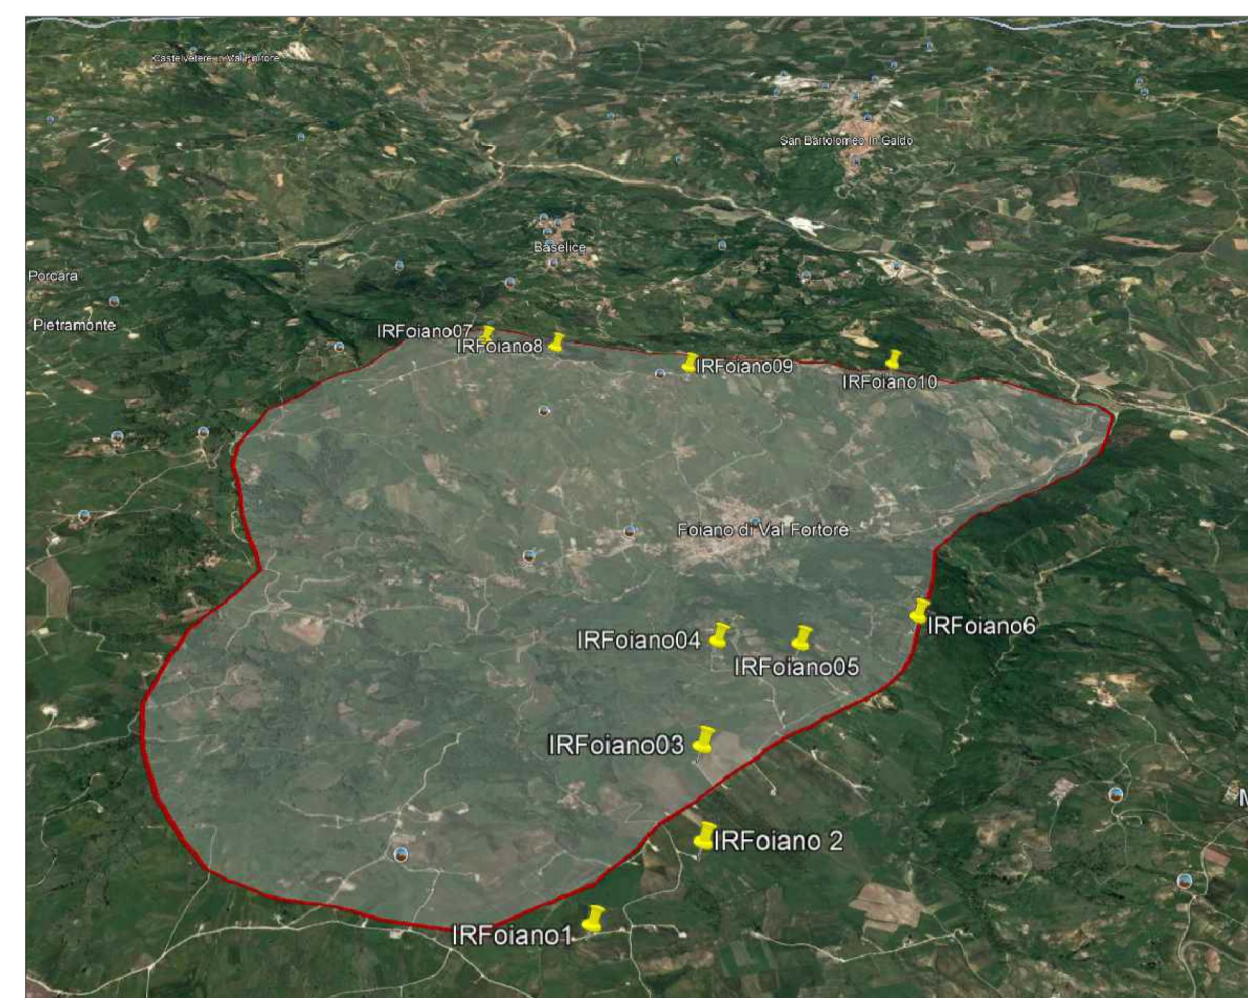 Castelvetere in Val Fortore
San Bartolomeo In Galdo
Baselice
Porcara
Pietramonte
IRFoiano07
IRFoiano8
IRFoiano09
IRFoiano10
Foiano di Val Fortore
IRFoiano04
IRFoiano6
IRFoiano05
IRFoiano03
IRFoiano 2
IRFoiano1